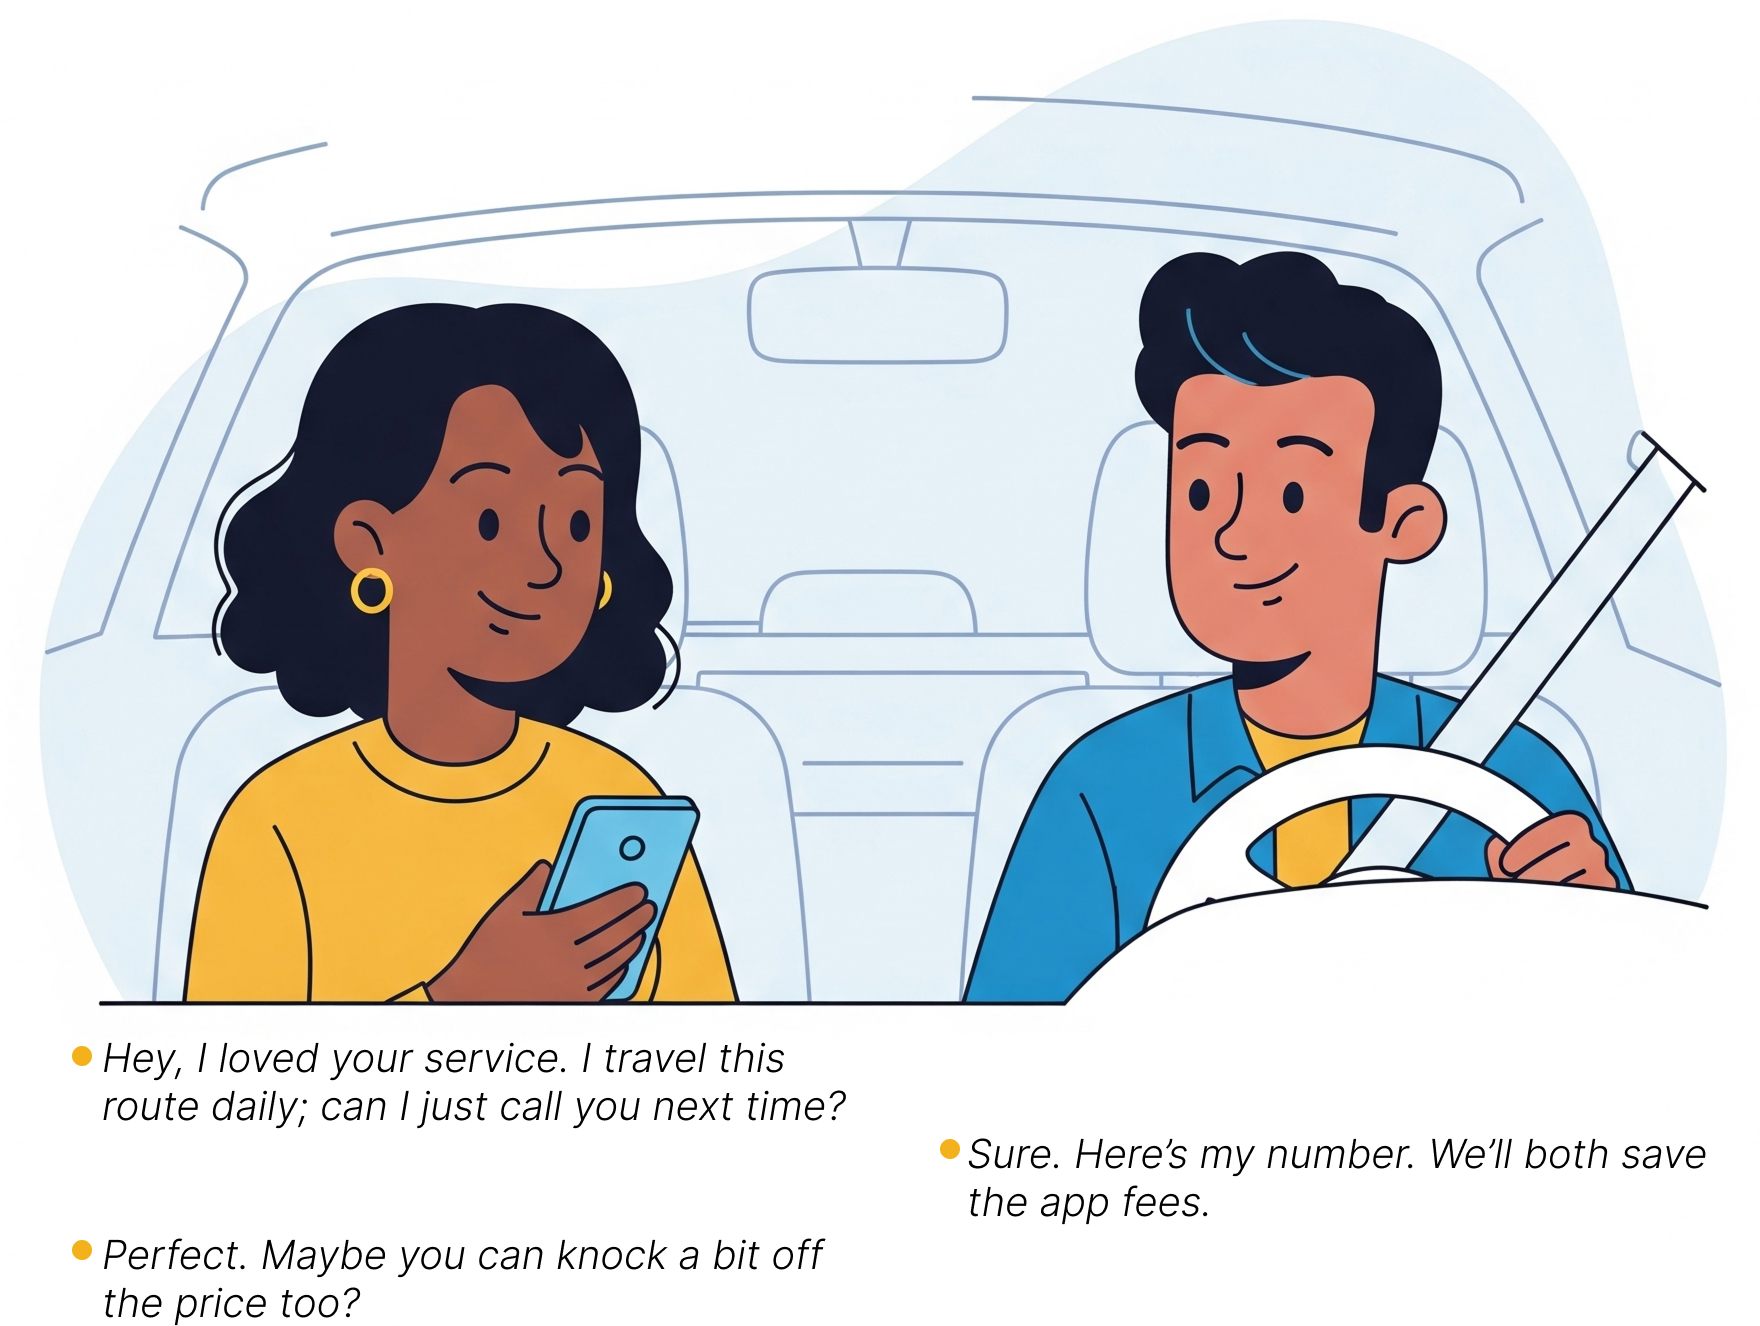 Hey, I loved your service. I travel this
route daily; can I just call you next time?
Sure. Here’s my number. We’ll both save
the app fees.
Perfect. Maybe you can knock a bit off
the price too?